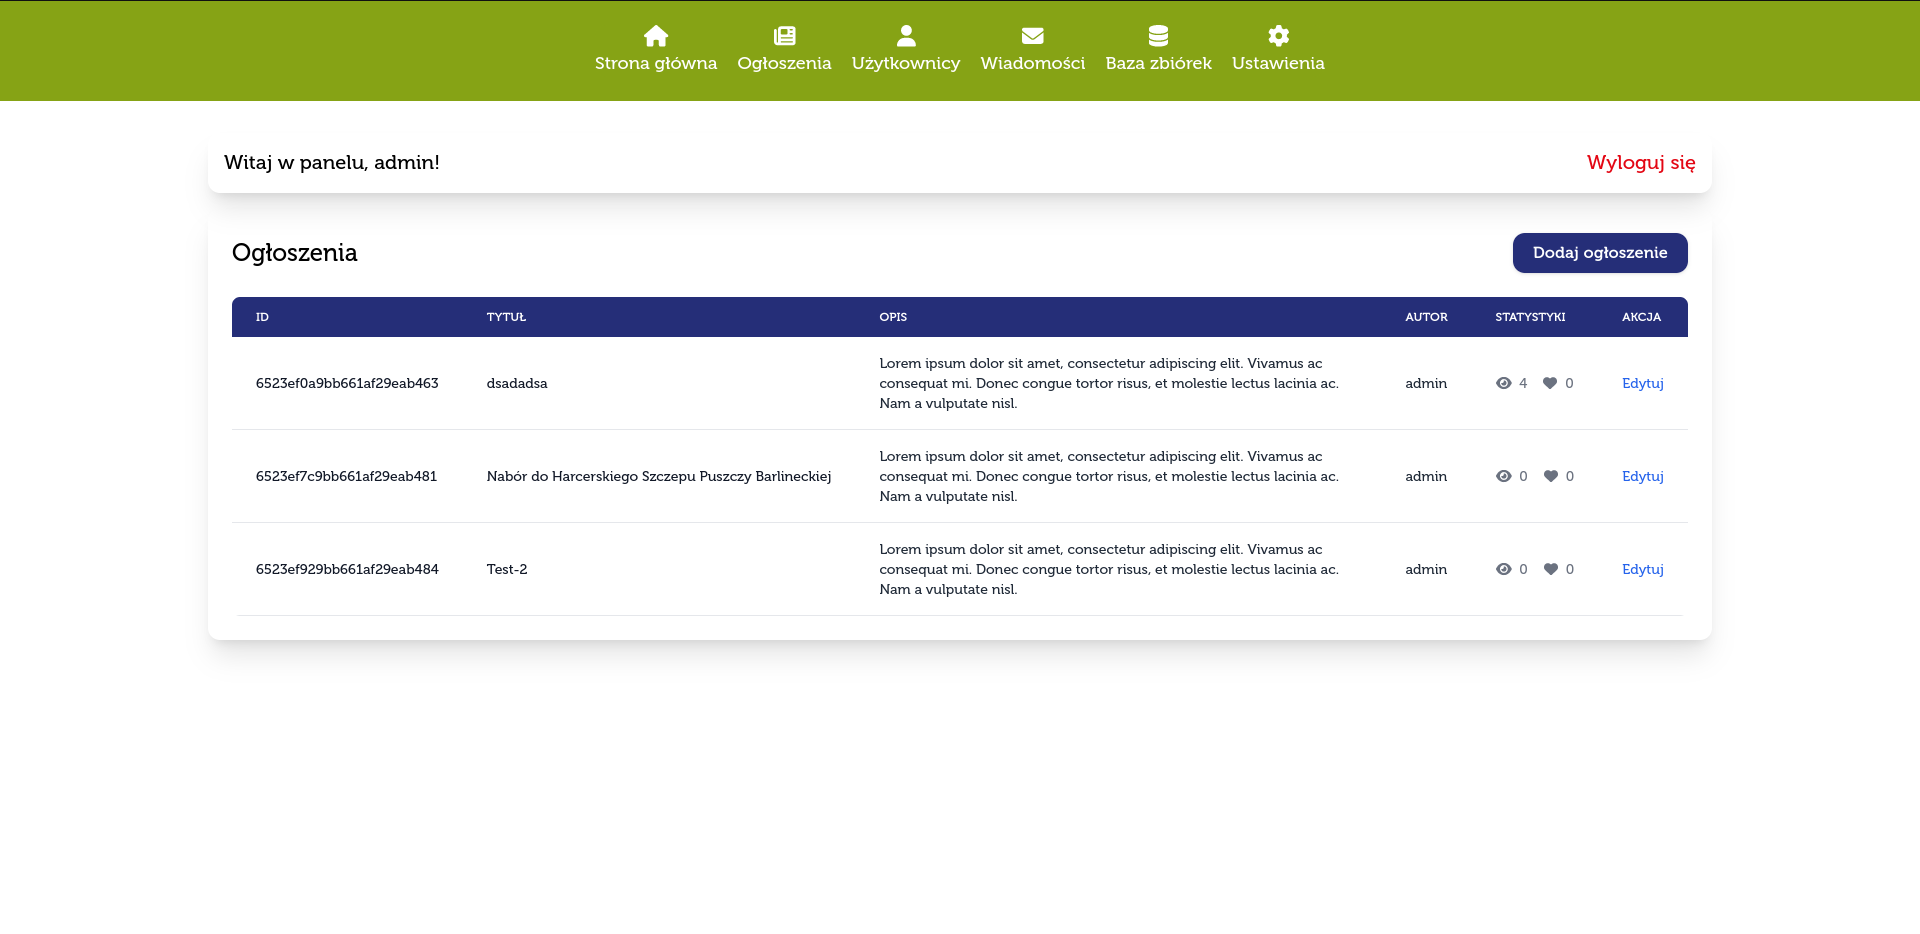 Strona główna Ogłoszenia Użytkownicy Wiadomości Baza zbiórek Ustawienia
Witaj w panelu, admin! Wyloguj się
Ogłoszenia Dodaj ogłoszenie
ID TYTUŁ OPIS AUTOR STATYSTYKI AKCJA
Lorem ipsum dolor sit amet, consectetur adipiscing elit. Vivamus ac
6523ef0a9bb661af29eab463 dsadadsa consequat mi. Donec congue tortor risus, et molestie lectus lacinia ac. admin 4 0 Edytuj
Nam a vulputate nisl.
Lorem ipsum dolor sit amet, consectetur adipiscing elit. Vivamus ac
6523ef7c9bb661af29eab481 Nabór do Harcerskiego Szczepu Puszczy Barlineckiej consequat mi. Donec congue tortor risus, et molestie lectus lacinia ac. admin 0 0 Edytuj
Nam a vulputate nisl.
Lorem ipsum dolor sit amet, consectetur adipiscing elit. Vivamus ac
6523ef929bb661af29eab484 Test-2 consequat mi. Donec congue tortor risus, et molestie lectus lacinia ac. admin 0 0 Edytuj
Nam a vulputate nisl.